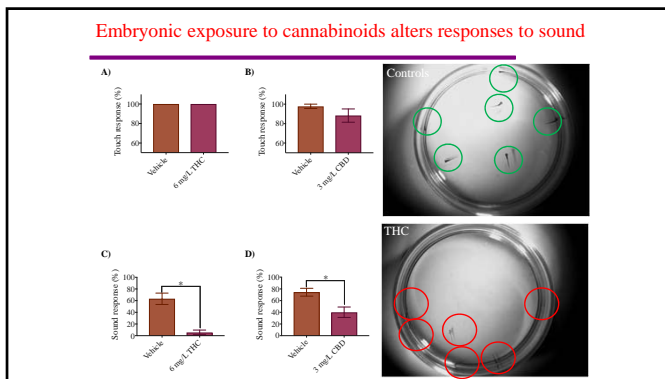 Embryonic exposure to cannabinoids alters responses to sound
A)
Touch response (%)
100
80
60
Vehicle
6 mg/L THC
B)
Touch response (%)
100
80
60
Vehicle
3 mg/L CBD
Controls
C)
Sound response (%)
100
80
60
40
20
0
*
Vehicle
6 mg/L THC
D)
Sound response (%)
100
80
60
40
20
0
*
Vehicle
3 mg/L CBD
THC